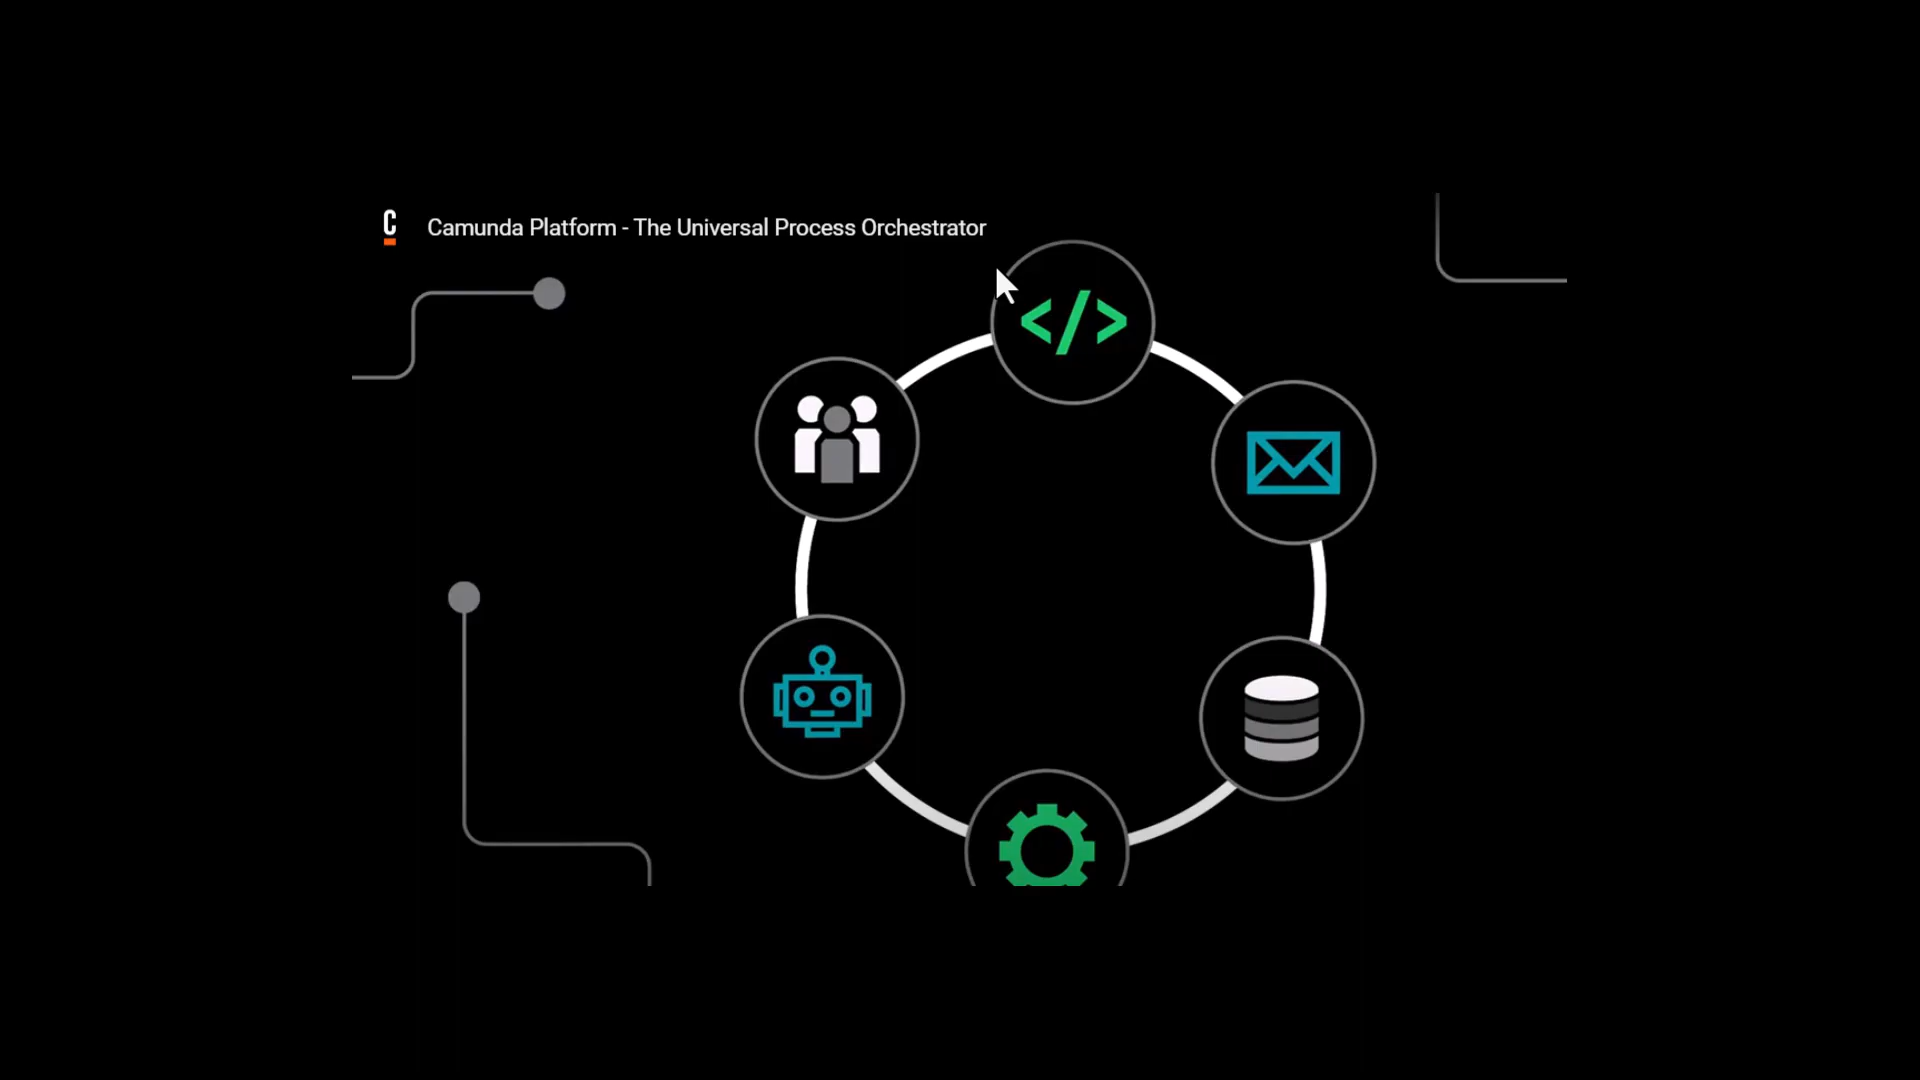 C
Camunda Platform - The Universal Process Orchestrator
</>